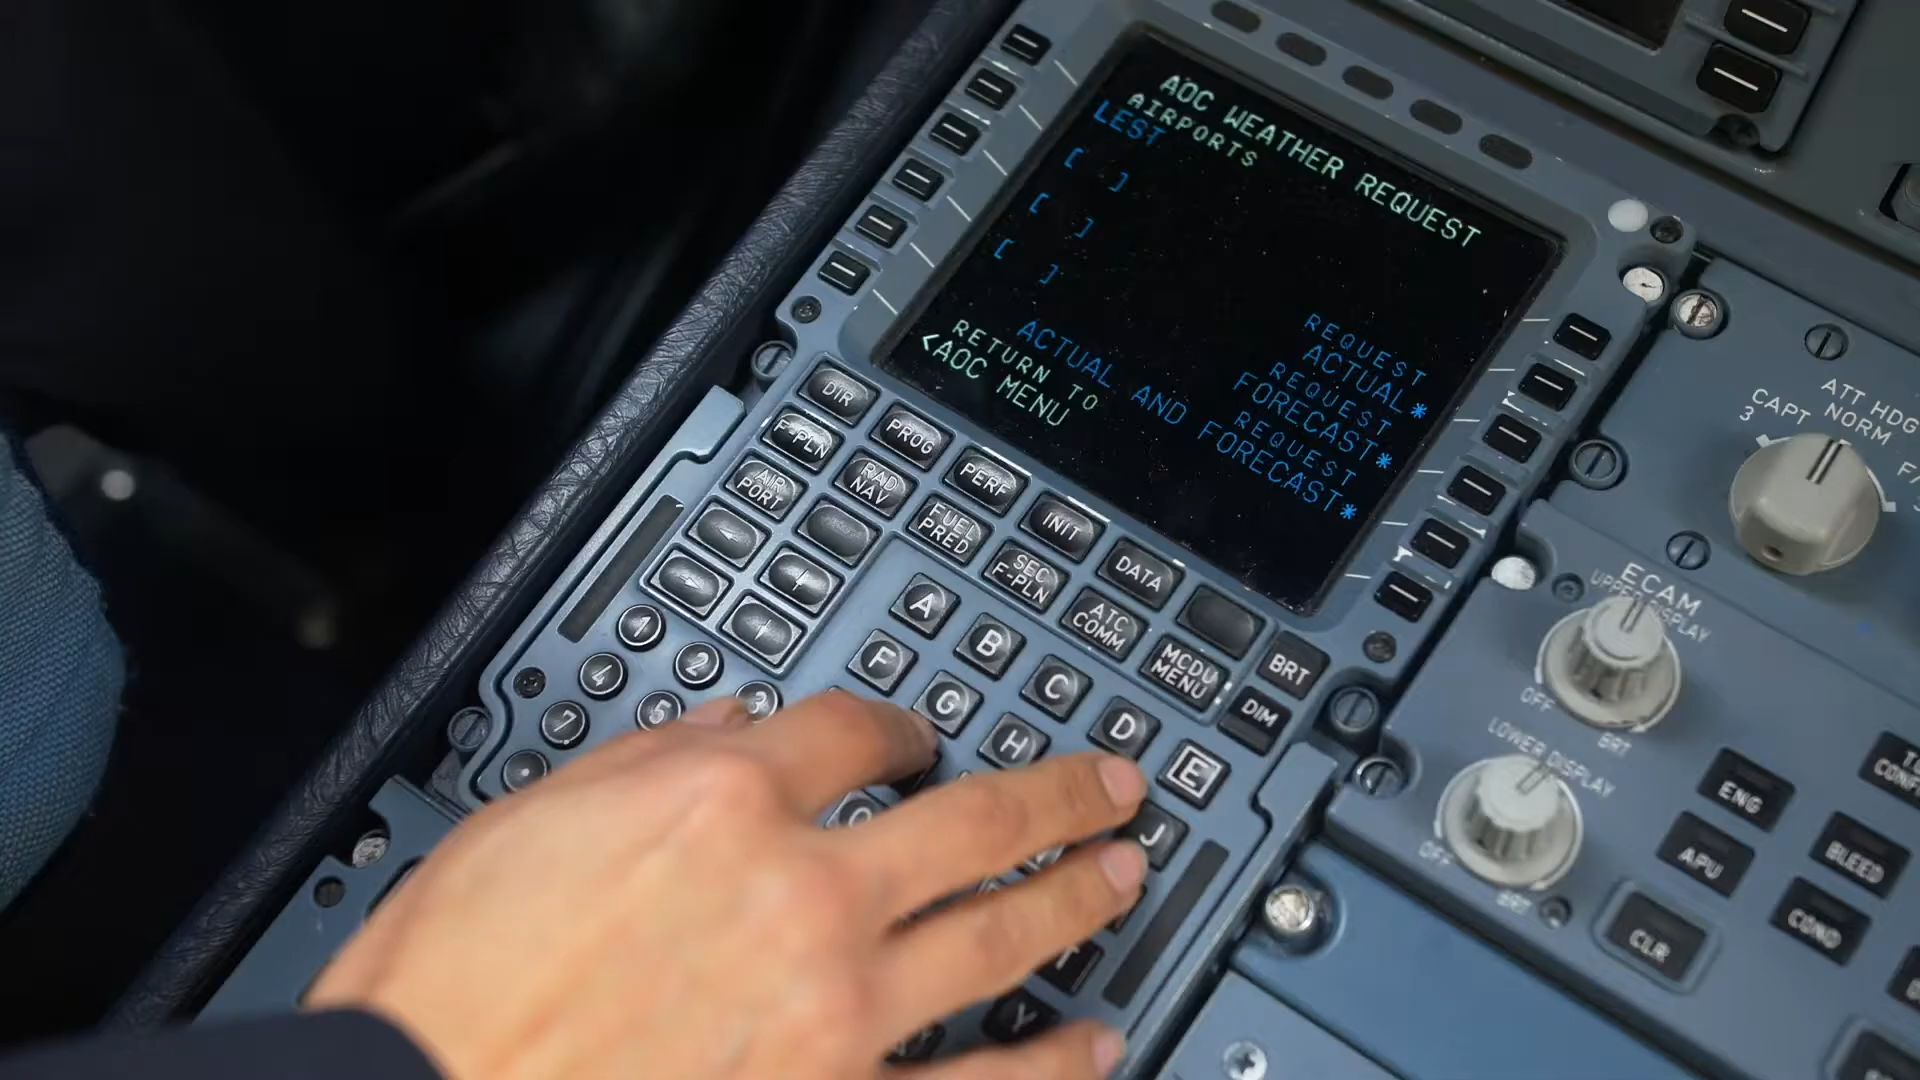 AOC WEATHER REQUEST
AIRPORTS
LEST
[ ]
[ ]
[ ]
REQUEST
ACTUAL*
REQUEST
FORECAST*
REQUEST
ACTUAL AND FORECAST*
RETURN TO
<AOC MENU
DIR
PROG
PERF
INIT
DATA
F-PLN
RAD
NAV
FUEL
PRED
SEC
F-PLN
ATC
COMM
MCDU
MENU
BRT
DIM
AIR
PORT
A
B
C
D
E
F
G
H
J
T
Y
1
2
3
4
5
7
ATT HDG
CAPT
NORM
3
ECAM
UPPER DISPLAY
OFF
BRT
LOWER DISPLAY
OFF
BRT
ENG
BLEED
APU
COND
CLR